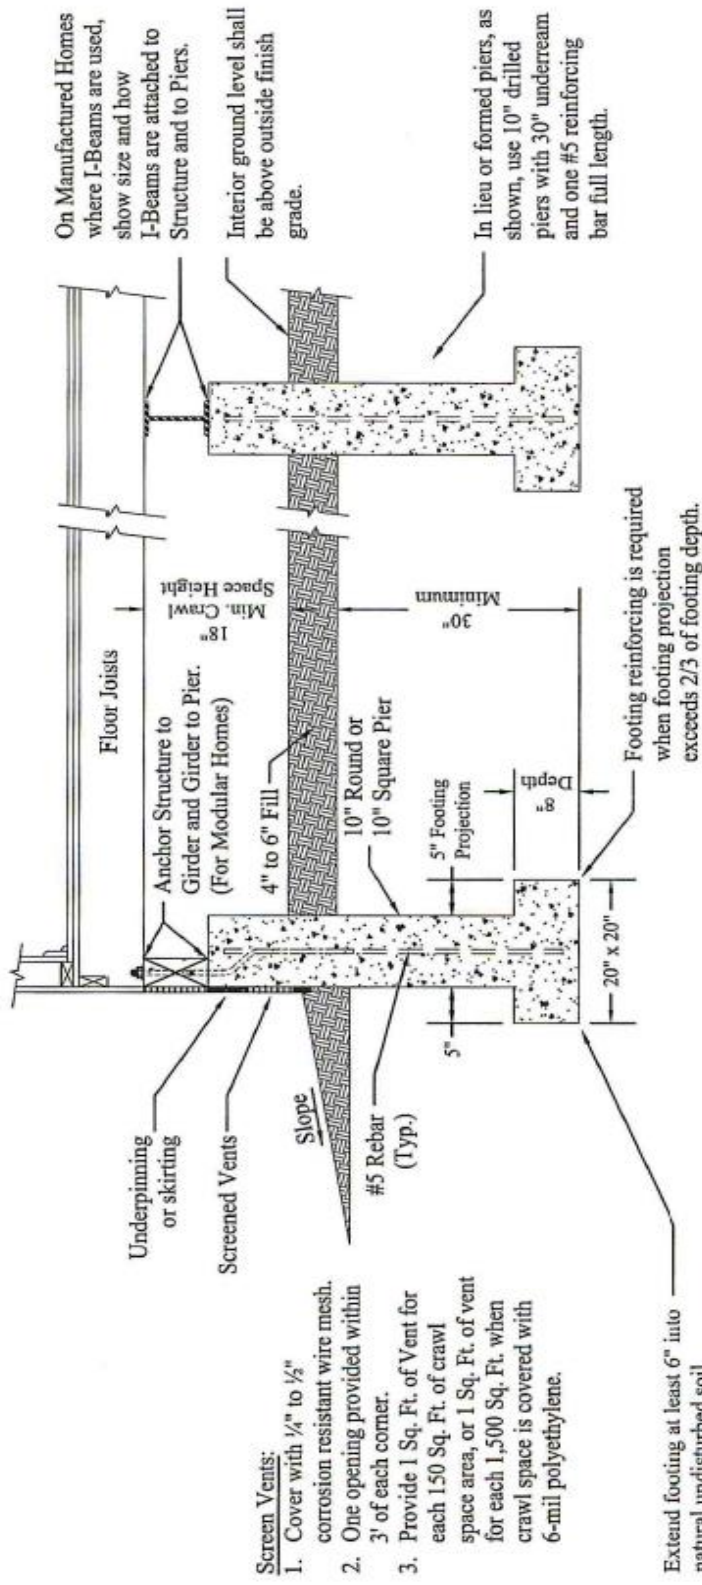 On Manufactured Homes
where I-Beams are used,
show size and how
I-Beams are attached to
Structure and to Piers.
Interior ground level shall
be above outside finish
grade.
In lieu or formed piers, as
shown, use 10" drilled
piers with 30" underream
and one #5 reinforcing
bar full length.
Floor Joists
18"
Min. Crawl
Space Height
Anchor Structure to
Girder and Girder to Pier.
(For Modular Homes)
4" to 6" Fill
10" Round or
10" Square Pier
30"
Minimum
5" Footing
Projection
8"
Depth
Footing reinforcing is required
when footing projection
exceeds 2/3 of footing depth.
20" x 20"
5"
Underpinning
or skirting
Screened Vents
Slope
#5 Rebar
(Typ.)
Screen Vents:
1. Cover with ¼" to ½"
corrosion resistant wire mesh.
2. One opening provided within
3' of each corner.
3. Provide 1 Sq. Ft. of Vent for
each 150 Sq. Ft. of crawl
space area, or 1 Sq. Ft. of vent
for each 1,500 Sq. Ft. when
crawl space is covered with
6-mil polyethylene.
Extend footing at least 6" into
natural undisturbed soil